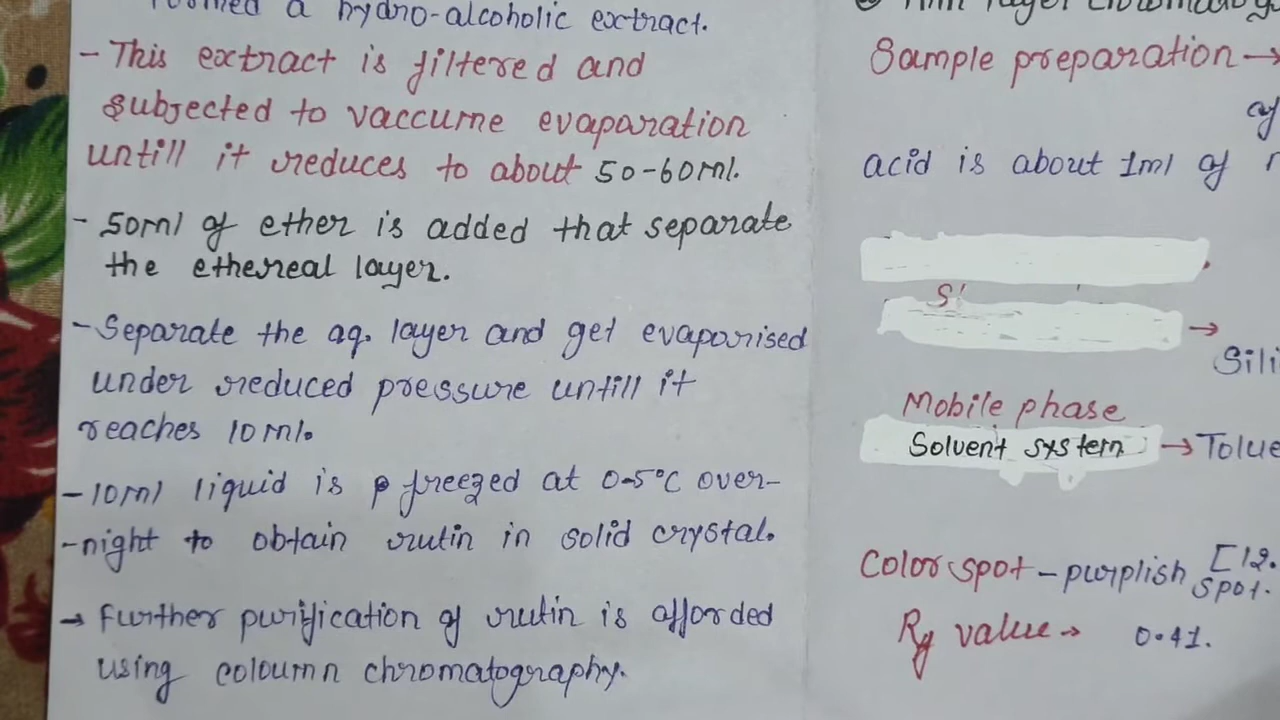 formed a hydro-alcoholic extract.
- This extract is filtered and
subjected to vaccume evaporation
untill it reduces to about 50-60ml.
- 50ml of ether is added that separate
the ethereal layer.
- Separate the aq. layer and get evaporised
under reduced pressure untill it
reaches 10ml.
- 10ml liquid is freezed at 0-5°C over-
-night to obtain rutin in solid crystal.
→ Further purification of rutin is afforded
using coloumn chromatography.
Sample preparation →
acid is about 1ml of
→
Sili
Mobile phase
Solvent system → Tolue
Color spot - purplish [12.
spot.
Rf value → 0.41.